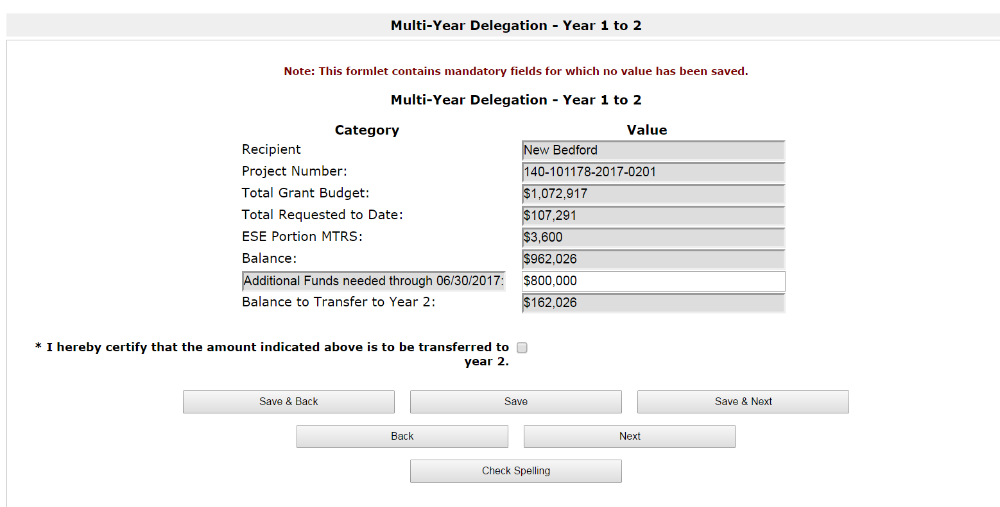 Multi-Year Delegation - Year 1 to 2
Note: This formlet contains mandatory fields for which no value has been saved.
Multi-Year Delegation - Year 1 to 2
Category Value
Recipient New Bedford
Project Number: 140-101178-2017-0201
Total Grant Budget: $1,072,917
Total Requested to Date: $107,291
ESE Portion MTRS: $3,600
Balance: $962,026
Additional Funds needed through 06/30/2017: $800,000
Balance to Transfer to Year 2: $162,026
* I hereby certify that the amount indicated above is to be transferred to
year 2.
Save & Back Save Save & Next
Back Next
Check Spelling